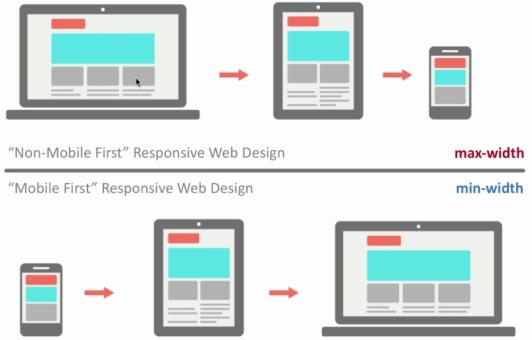 “Non-Mobile First” Responsive Web Design max-width
“Mobile First” Responsive Web Design min-width